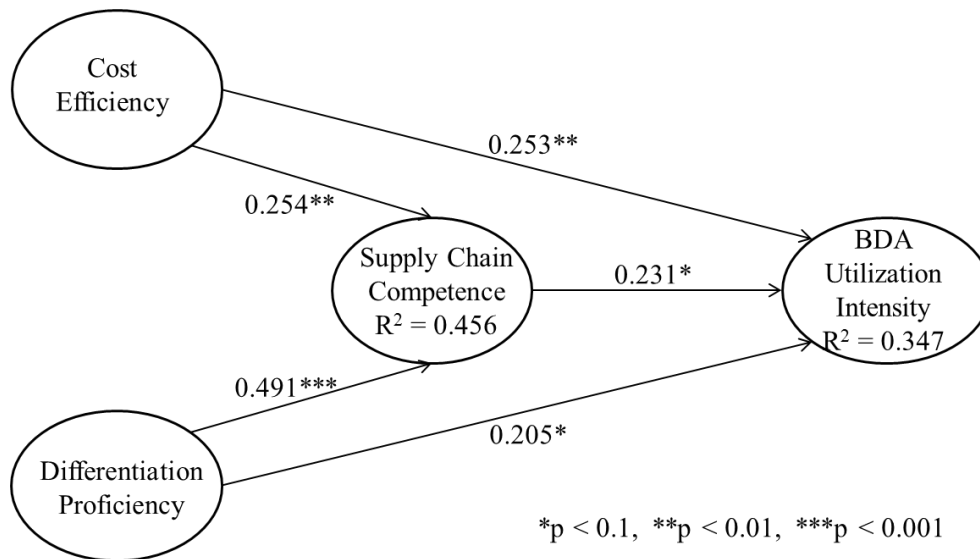 Cost
Efficiency
0.253**
0.254**
Supply Chain
Competence
R² = 0.456
0.231*
BDA
Utilization
Intensity
R² = 0.347
0.491***
0.205*
Differentiation
Proficiency
*p < 0.1, **p < 0.01, ***p < 0.001